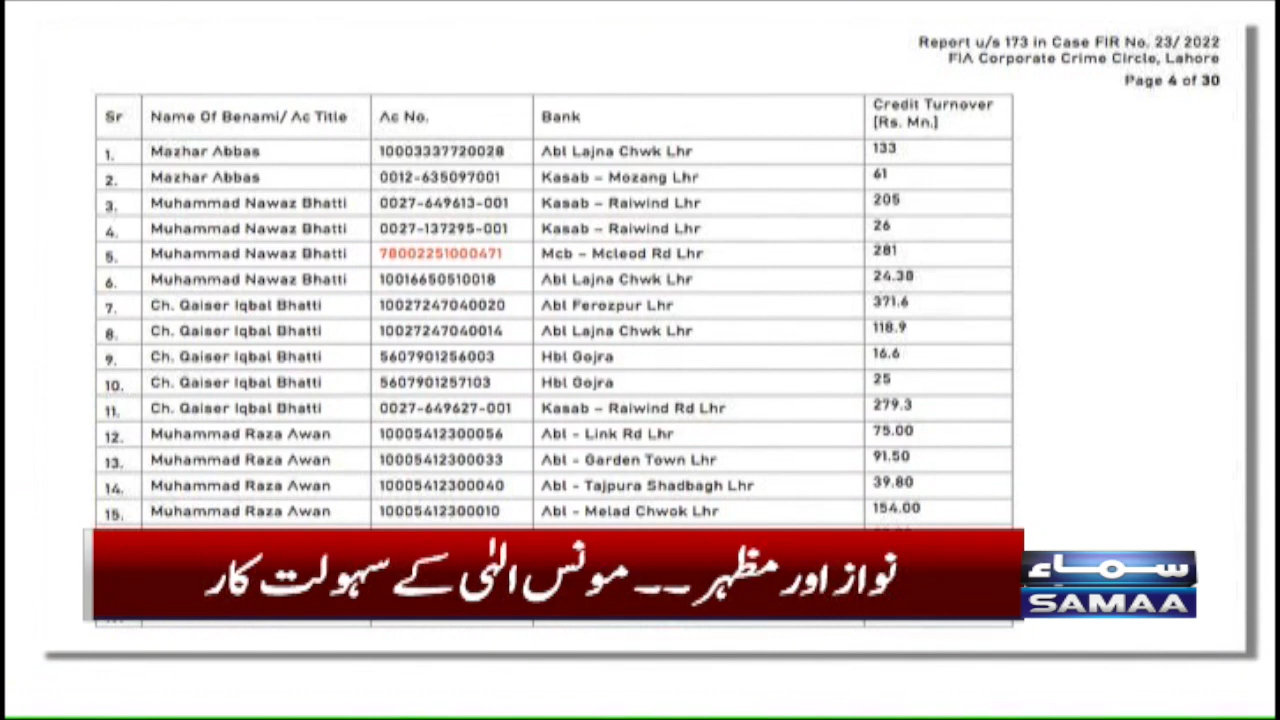 Report u/s 173 in Case FIR No. 23/ 2022
FIA Corporate Crime Circle, Lahore
Page 4 of 30
Sr Name Of Benami/ Ac Title Ac No. Bank Credit Turnover [Rs. Mn.]
1. Mazhar Abbas 10003337720028 Abl Lajna Chwk Lhr 133
2. Mazhar Abbas 0012-635097001 Kasab – Mozang Lhr 61
3. Muhammad Nawaz Bhatti 0027-649613-001 Kasab – Raiwind Lhr 205
4. Muhammad Nawaz Bhatti 0027-137295-001 Kasab – Raiwind Lhr 26
5. Muhammad Nawaz Bhatti 78002251000471 Mcb – Mcleod Rd Lhr 281
6. Muhammad Nawaz Bhatti 10016650510018 Abl Lajna Chwk Lhr 24.38
7. Ch. Qaiser Iqbal Bhatti 10027247040020 Abl Ferozpur Lhr 371.6
8. Ch. Qaiser Iqbal Bhatti 10027247040014 Abl Lajna Chwk Lhr 118.9
9. Ch. Qaiser Iqbal Bhatti 5607901256003 Hbl Gojra 16.6
10. Ch. Qaiser Iqbal Bhatti 5607901257103 Hbl Gojra 25
11. Ch. Qaiser Iqbal Bhatti 0027-649627-001 Kasab – Raiwind Rd Lhr 279.3
12. Muhammad Raza Awan 10005412300056 Abl - Link Rd Lhr 75.00
13. Muhammad Raza Awan 10005412300033 Abl - Garden Town Lhr 91.50
14. Muhammad Raza Awan 10005412300040 Abl - Tajpura Shadbagh Lhr 39.80
15. Muhammad Raza Awan 10005412300010 Abl - Melad Chwok Lhr 154.00
نواز اور مظہر ۔۔ مونس الٰہی کے سہولت کار
سماء
SAMAA